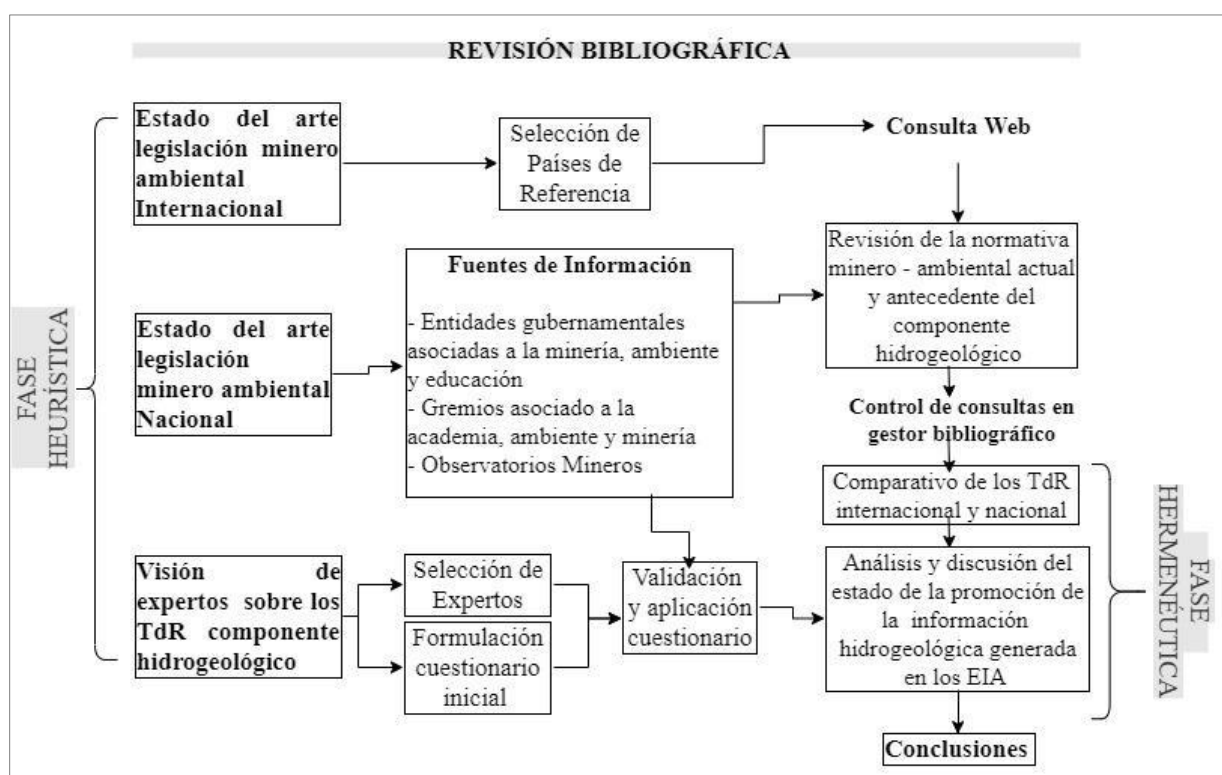 REVISIÓN BIBLIOGRÁFICA
FASE
HEURÍSTICA
Estado del arte
legislación minero
ambiental
Internacional
Selección de
Países de
Referencia
Consulta Web
Estado del arte
legislación
minero ambiental
Nacional
Fuentes de Información
- Entidades gubernamentales
asociadas a la minería, ambiente
y educación
- Gremios asociado a la
academia, ambiente y minería
- Observatorios Mineros
Revisión de la normativa
minero - ambiental actual
y antecedente del
componente
hidrogeológico
Control de consultas en
gestor bibliográfico
Comparativo de los TdR
internacional y nacional
Visión de
expertos sobre los
TdR componente
hidrogeológico
Selección de
Expertos
Formulación
cuestionario
inicial
Validación
y aplicación
cuestionario
Análisis y discusión del
estado de la promoción de
la información
hidrogeológica generada
en los EIA
Conclusiones
FASE
HERMENÉUTICA